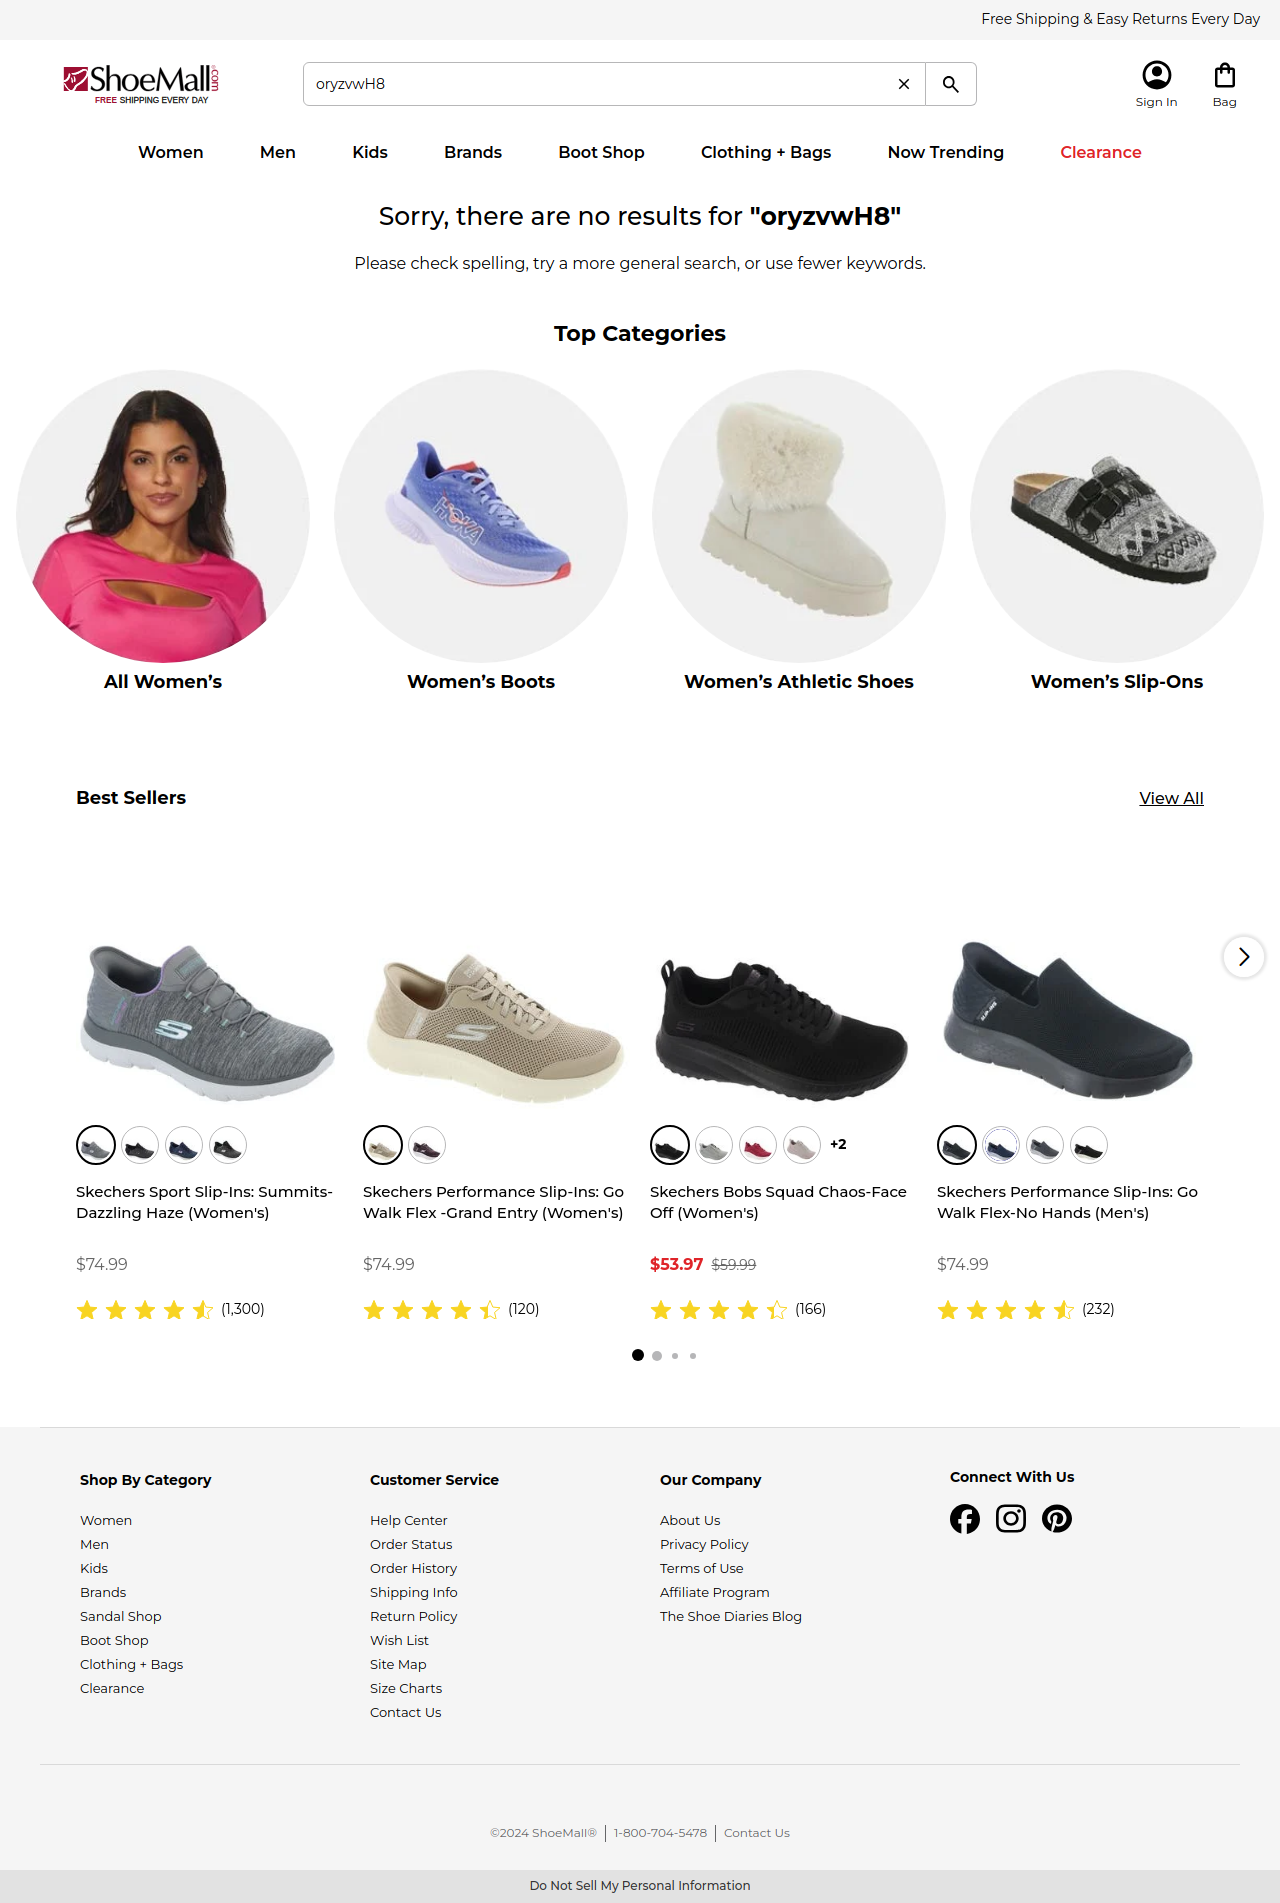 Free Shipping & Easy Returns Every Day
ShoeMall.com
FREE SHIPPING EVERY DAY
oryzvwH8
Sign In
Bag
Women
Men
Kids
Brands
Boot Shop
Clothing + Bags
Now Trending
Clearance
Sorry, there are no results for "oryzvwH8"
Please check spelling, try a more general search, or use fewer keywords.
Top Categories
HOKA
All Women’s
Women’s Boots
Women’s Athletic Shoes
Women’s Slip-Ons
Best Sellers
View All
+2
Skechers Sport Slip-Ins: Summits-
Dazzling Haze (Women's)
$74.99
(1,300)
Skechers Performance Slip-Ins: Go
Walk Flex -Grand Entry (Women's)
$74.99
(120)
Skechers Bobs Squad Chaos-Face
Off (Women's)
$53.97 $59.99
(166)
Skechers Performance Slip-Ins: Go
Walk Flex-No Hands (Men's)
$74.99
(232)
Shop By Category
Women
Men
Kids
Brands
Sandal Shop
Boot Shop
Clothing + Bags
Clearance
Customer Service
Help Center
Order Status
Order History
Shipping Info
Return Policy
Wish List
Site Map
Size Charts
Contact Us
Our Company
About Us
Privacy Policy
Terms of Use
Affiliate Program
The Shoe Diaries Blog
Connect With Us
©2024 ShoeMall® | 1-800-704-5478 | Contact Us
Do Not Sell My Personal Information